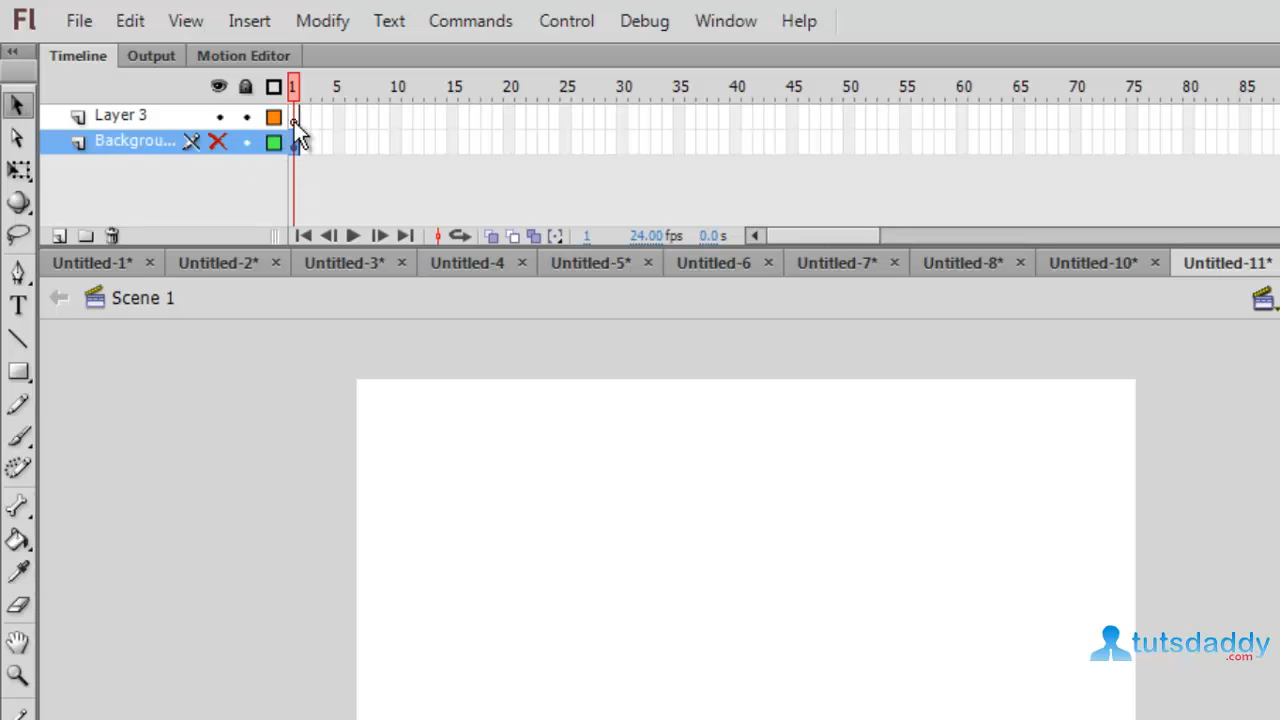 Fl File Edit View Insert Modify Text Commands Control Debug Window Help
Timeline Output Motion Editor
1 5 10 15 20 25 30 35 40 45 50 55 60 65 70 75 80 85
Layer 3
Backgrou...
1 24.00 fps 0.0 s
Untitled-1* × Untitled-2* × Untitled-3* × Untitled-4 × Untitled-5* × Untitled-6 × Untitled-7* × Untitled-8* × Untitled-10* × Untitled-11*
Scene 1
T
tutsdaddy
.com